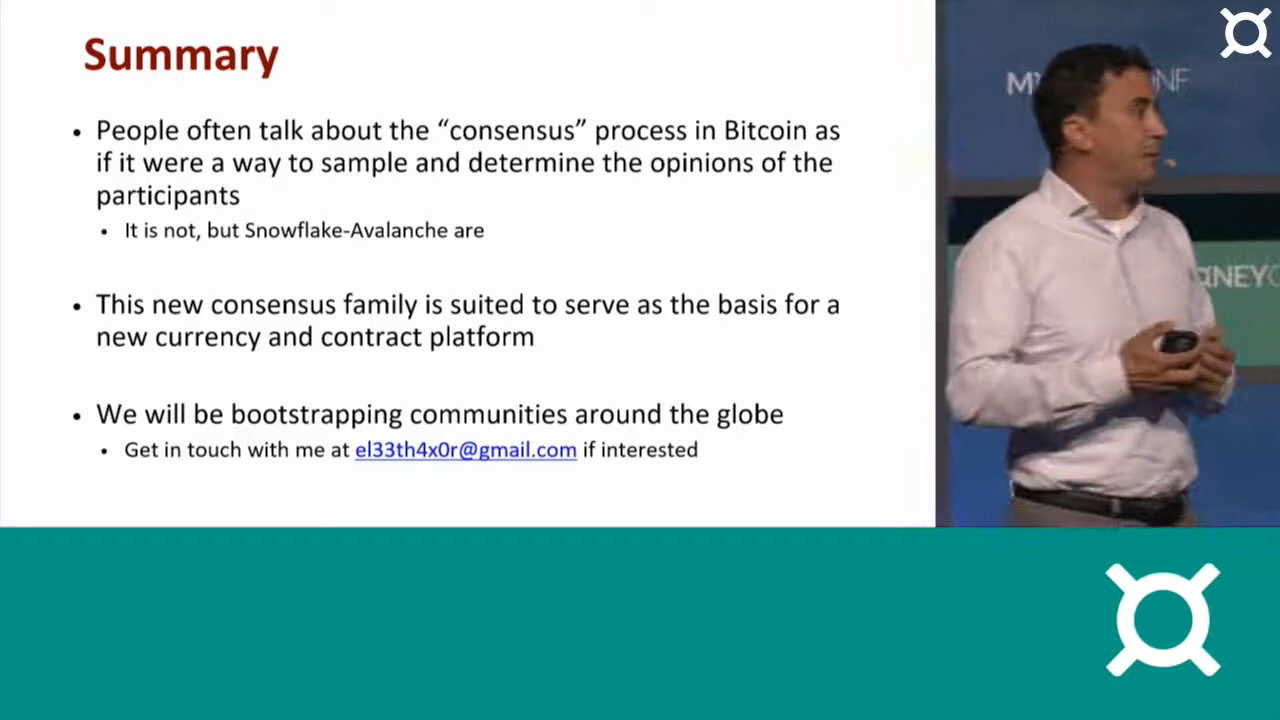 Summary
• People often talk about the “consensus” process in Bitcoin as
if it were a way to sample and determine the opinions of the
participants
• It is not, but Snowflake-Avalanche are
• This new consensus family is suited to serve as the basis for a
new currency and contract platform
• We will be bootstrapping communities around the globe
• Get in touch with me at el33th4x0r@gmail.com if interested